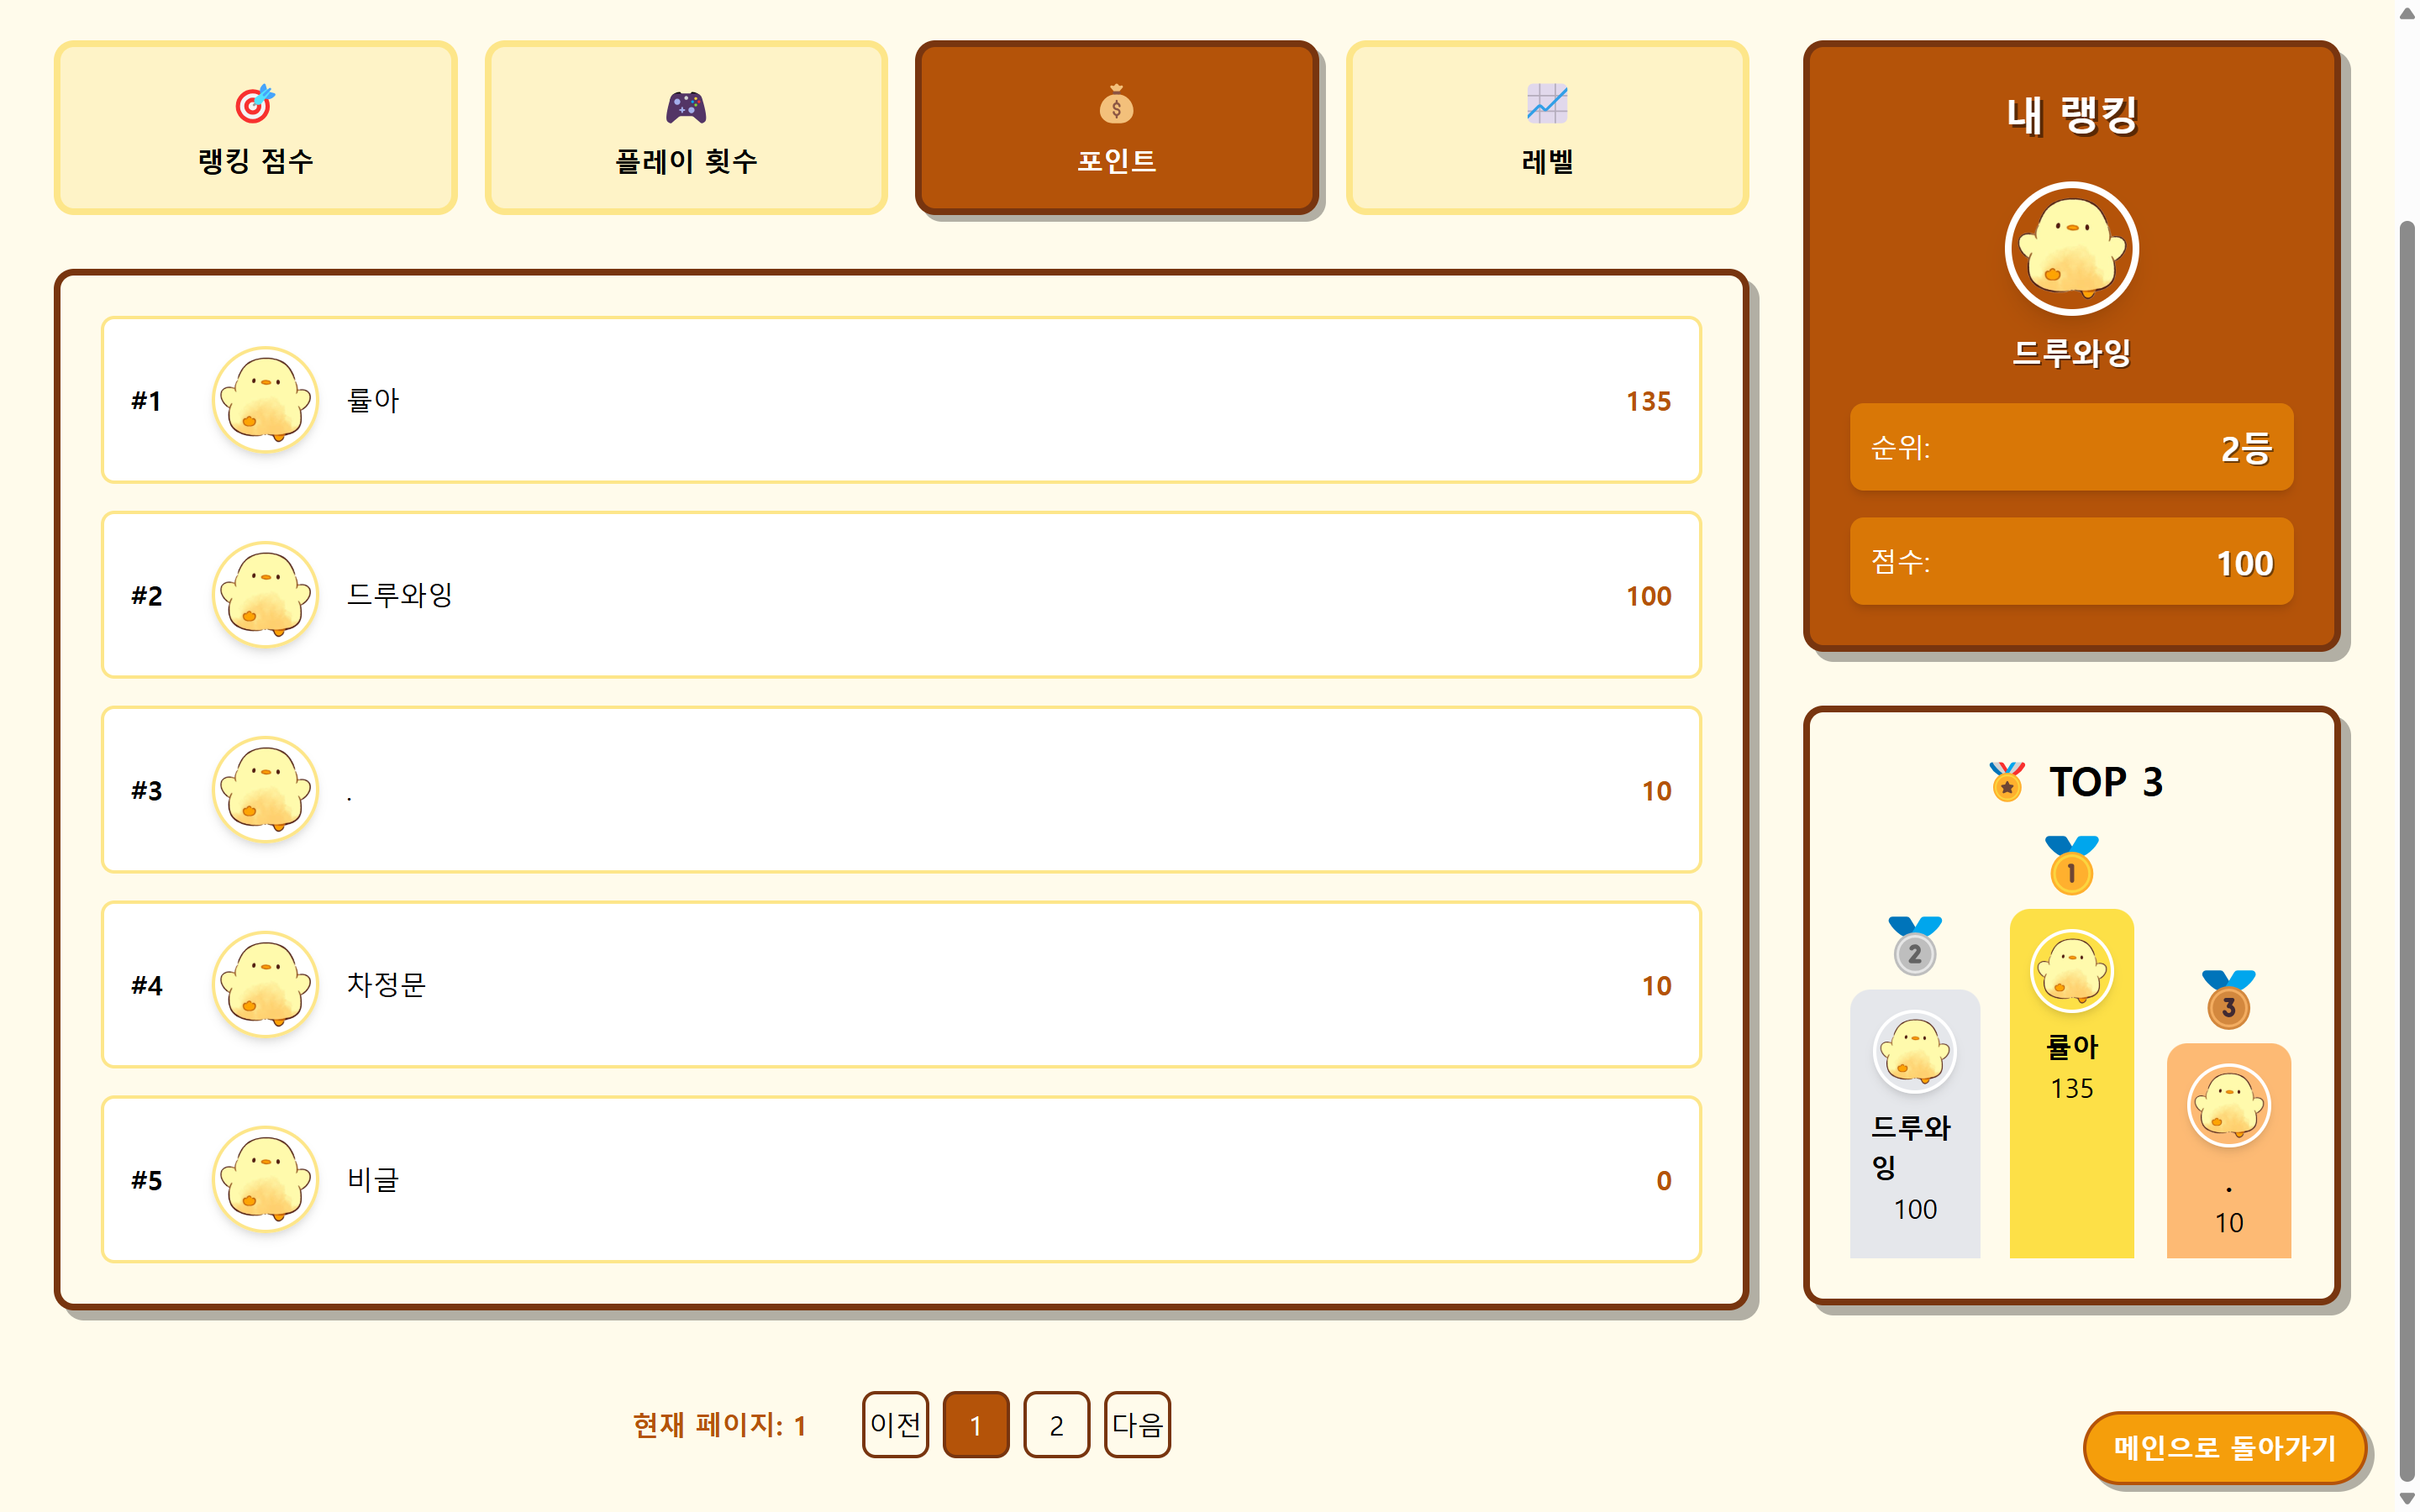 랭킹 점수
플레이 횟수
포인트
레벨
#1 륄아 135
#2 드루와잉 100
#3 . 10
#4 차정문 10
#5 비글 0
현재 페이지: 1 이전 1 2 다음
내 랭킹
드루와잉
순위: 2등
점수: 100
TOP 3
2
드루와
잉
100
1
륄아
135
3
.
10
메인으로 돌아가기